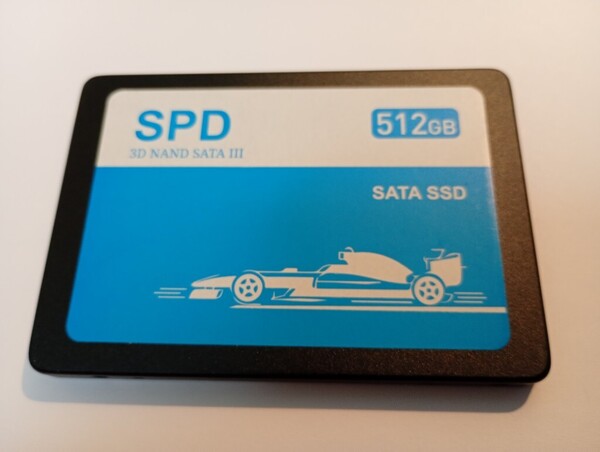 SPD
512GB
3D NAND SATA III
SATA SSD